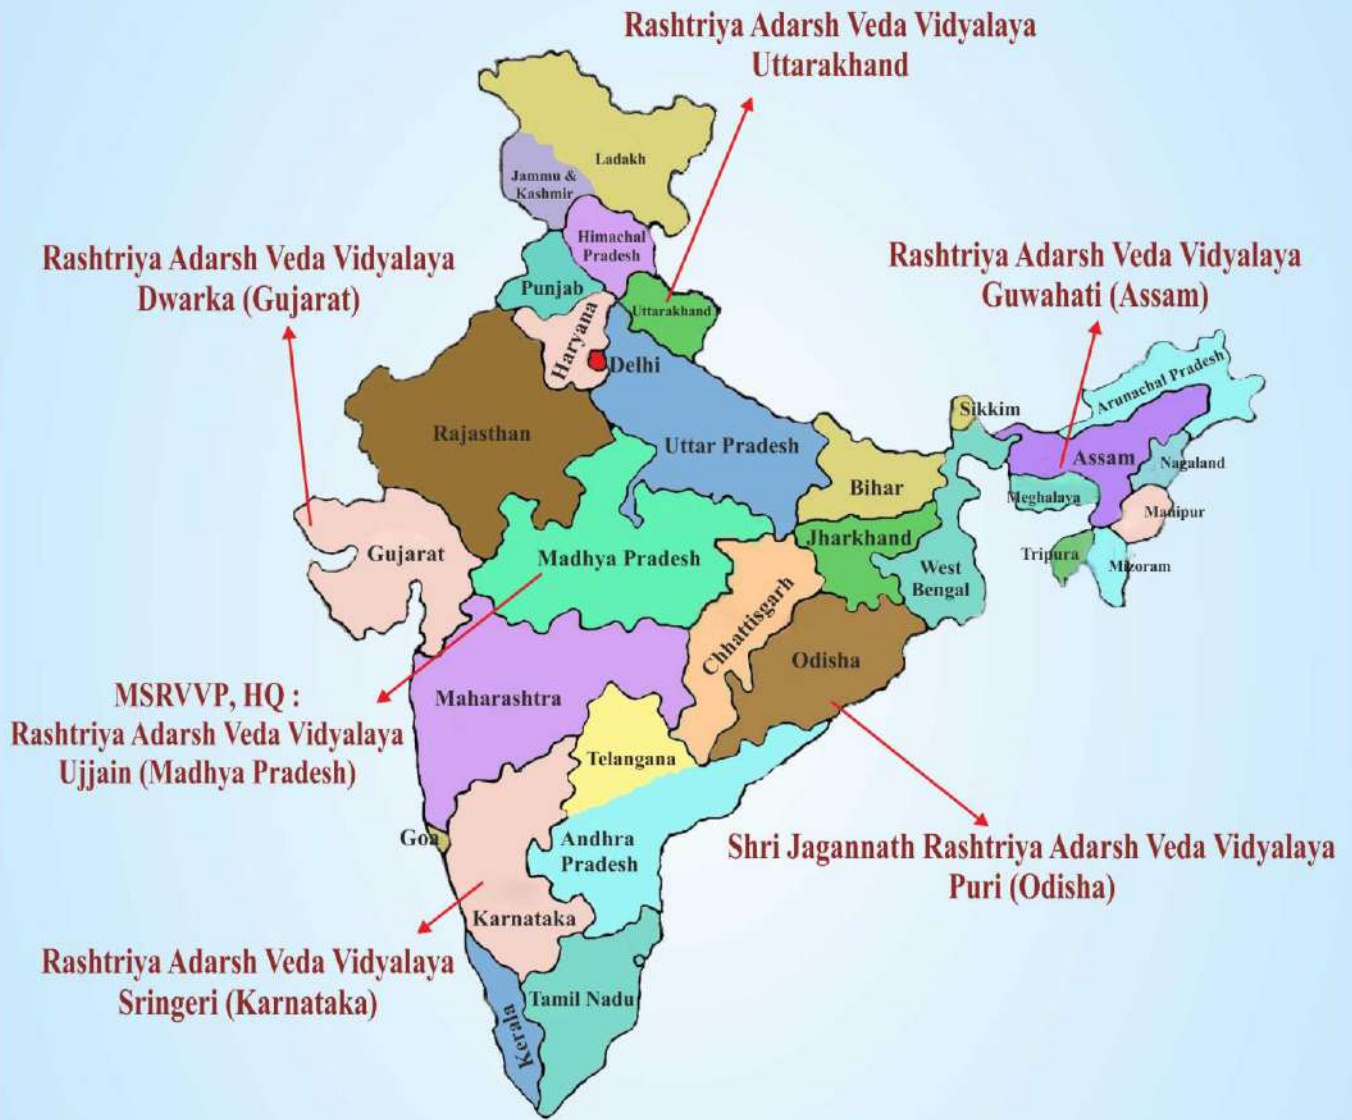 Rashtriya Adarsh Veda Vidyalaya
Uttarakhand
Ladakh
Jammu &
Kashmir
Himachal
Pradesh
Rashtriya Adarsh Veda Vidyalaya
Dwarka (Gujarat)
Rashtriya Adarsh Veda Vidyalaya
Guwahati (Assam)
Punjab
Uttarakhand
Haryana
Delhi
Arunachal Pradesh
Sikkim
Rajasthan
Uttar Pradesh
Assam
Nagaland
Bihar
Meghalaya
Manipur
Gujarat
Madhya Pradesh
Jharkhand
Tripura
Mizoram
West
Bengal
Chhattisgarh
Odisha
MSRVVP, HQ :
Rashtriya Adarsh Veda Vidyalaya
Ujjain (Madhya Pradesh)
Maharashtra
Telangana
Goa
Andhra
Pradesh
Shri Jagannath Rashtriya Adarsh Veda Vidyalaya
Puri (Odisha)
Karnataka
Rashtriya Adarsh Veda Vidyalaya
Sringeri (Karnataka)
Tamil Nadu
Kerala